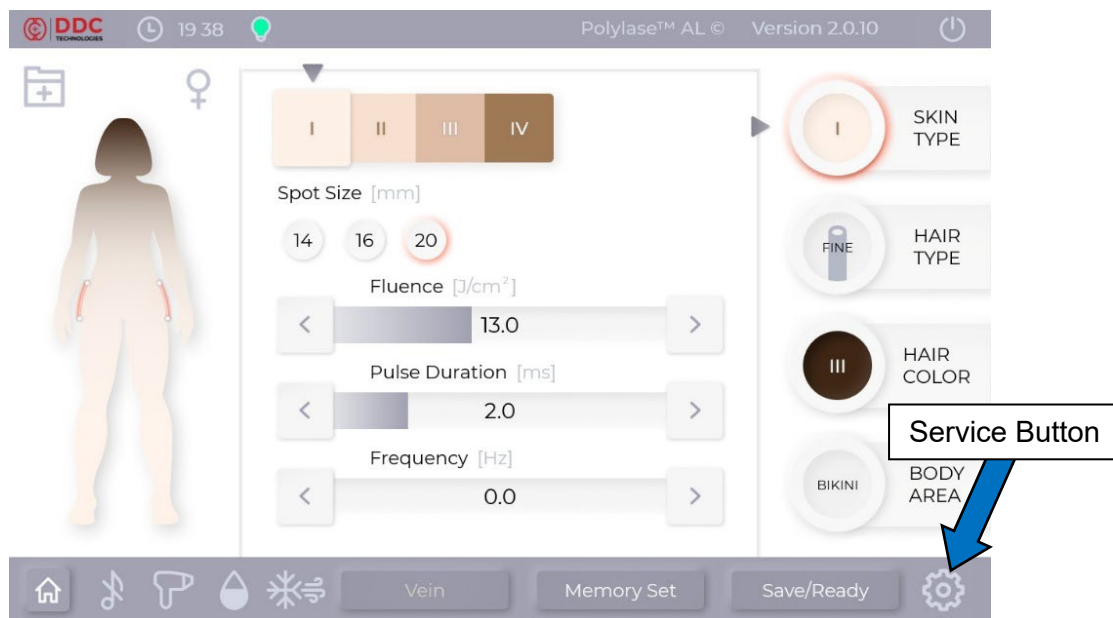 DDC
TECHNOLOGIES
19 38
Polylase™ AL ©
Version 2.0.10
I
II
III
IV
I
SKIN
TYPE
Spot Size [mm]
14
16
20
FINE
HAIR
TYPE
Fluence [J/cm²]
<
13.0
>
Pulse Duration [ms]
<
2.0
>
III
HAIR
COLOR
Service Button
Frequency [Hz]
<
0.0
>
BIKINI
BODY
AREA
Vein
Memory Set
Save/Ready